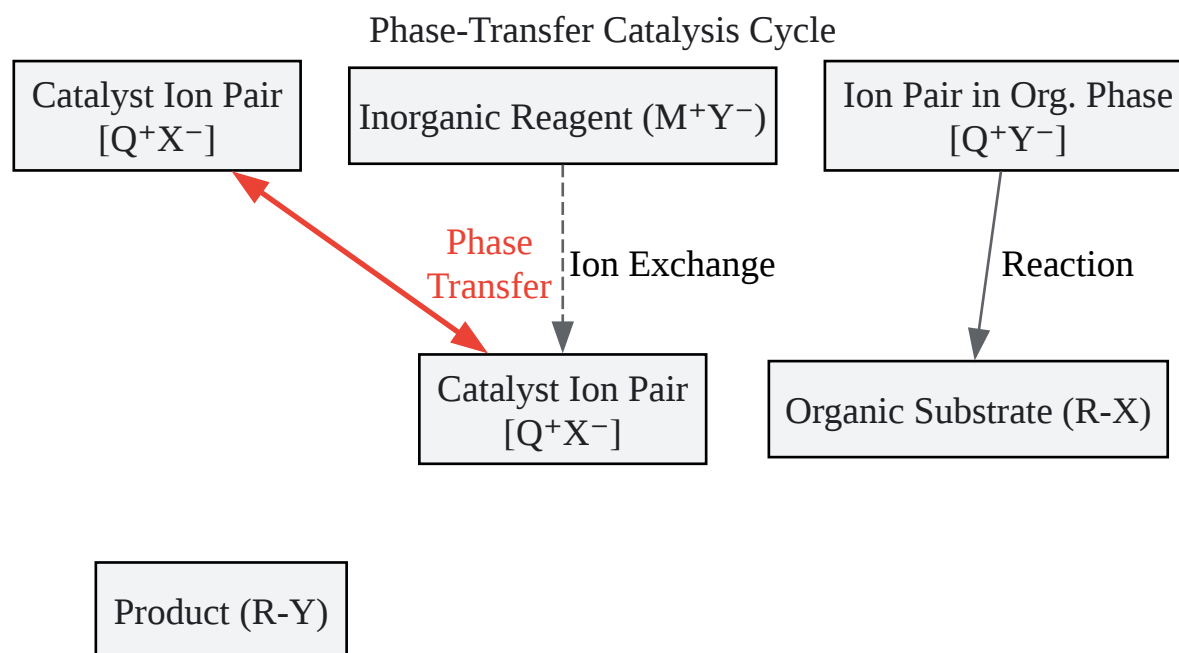 Phase-Transfer Catalysis Cycle
Catalyst Ion Pair
[Q⁺X⁻]
Inorganic Reagent (M⁺Y⁻)
Ion Pair in Org. Phase
[Q⁺Y⁻]
Phase
Transfer
Ion Exchange
Reaction
Catalyst Ion Pair
[Q⁺X⁻]
Organic Substrate (R-X)
Product (R-Y)